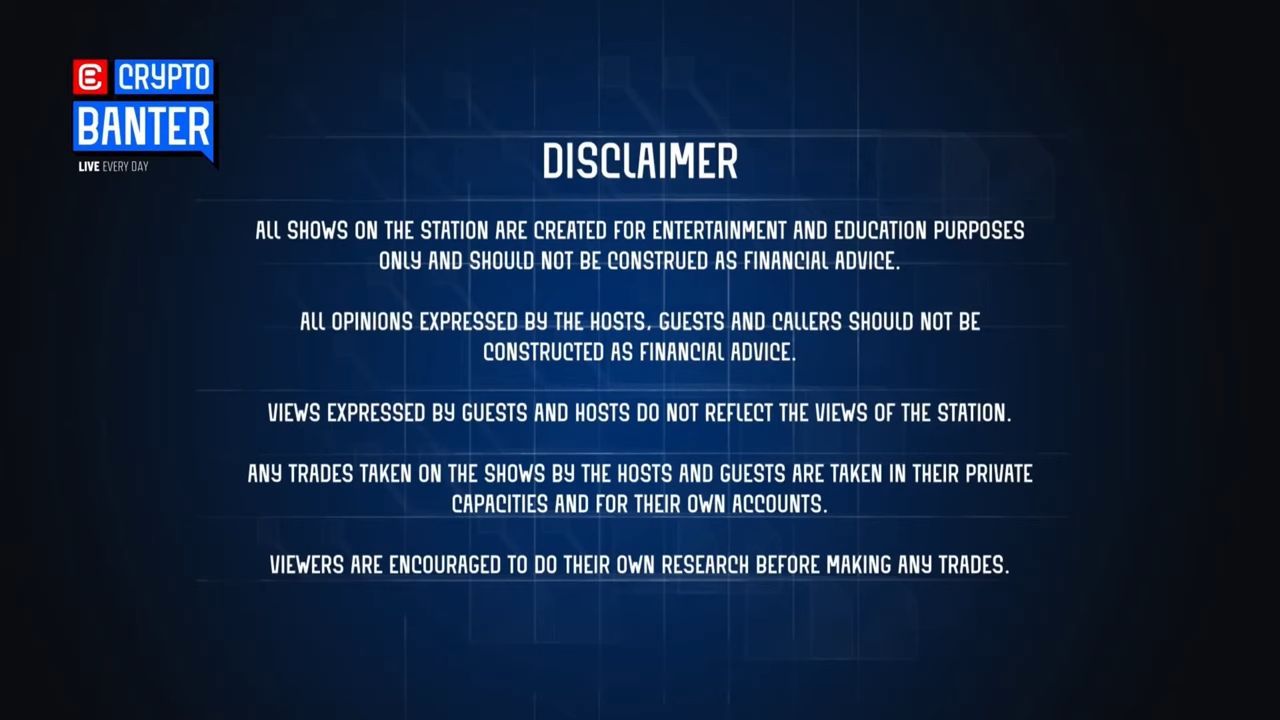 CRYPTO
BANTER
LIVE EVERY DAY
DISCLAIMER
ALL SHOWS ON THE STATION ARE CREATED FOR ENTERTAINMENT AND EDUCATION PURPOSES
ONLY AND SHOULD NOT BE CONSTRUED AS FINANCIAL ADVICE.
ALL OPINIONS EXPRESSED BY THE HOSTS, GUESTS AND CALLERS SHOULD NOT BE
CONSTRUCTED AS FINANCIAL ADVICE.
VIEWS EXPRESSED BY GUESTS AND HOSTS DO NOT REFLECT THE VIEWS OF THE STATION.
ANY TRADES TAKEN ON THE SHOWS BY THE HOSTS AND GUESTS ARE TAKEN IN THEIR PRIVATE
CAPACITIES AND FOR THEIR OWN ACCOUNTS.
VIEWERS ARE ENCOURAGED TO DO THEIR OWN RESEARCH BEFORE MAKING ANY TRADES.